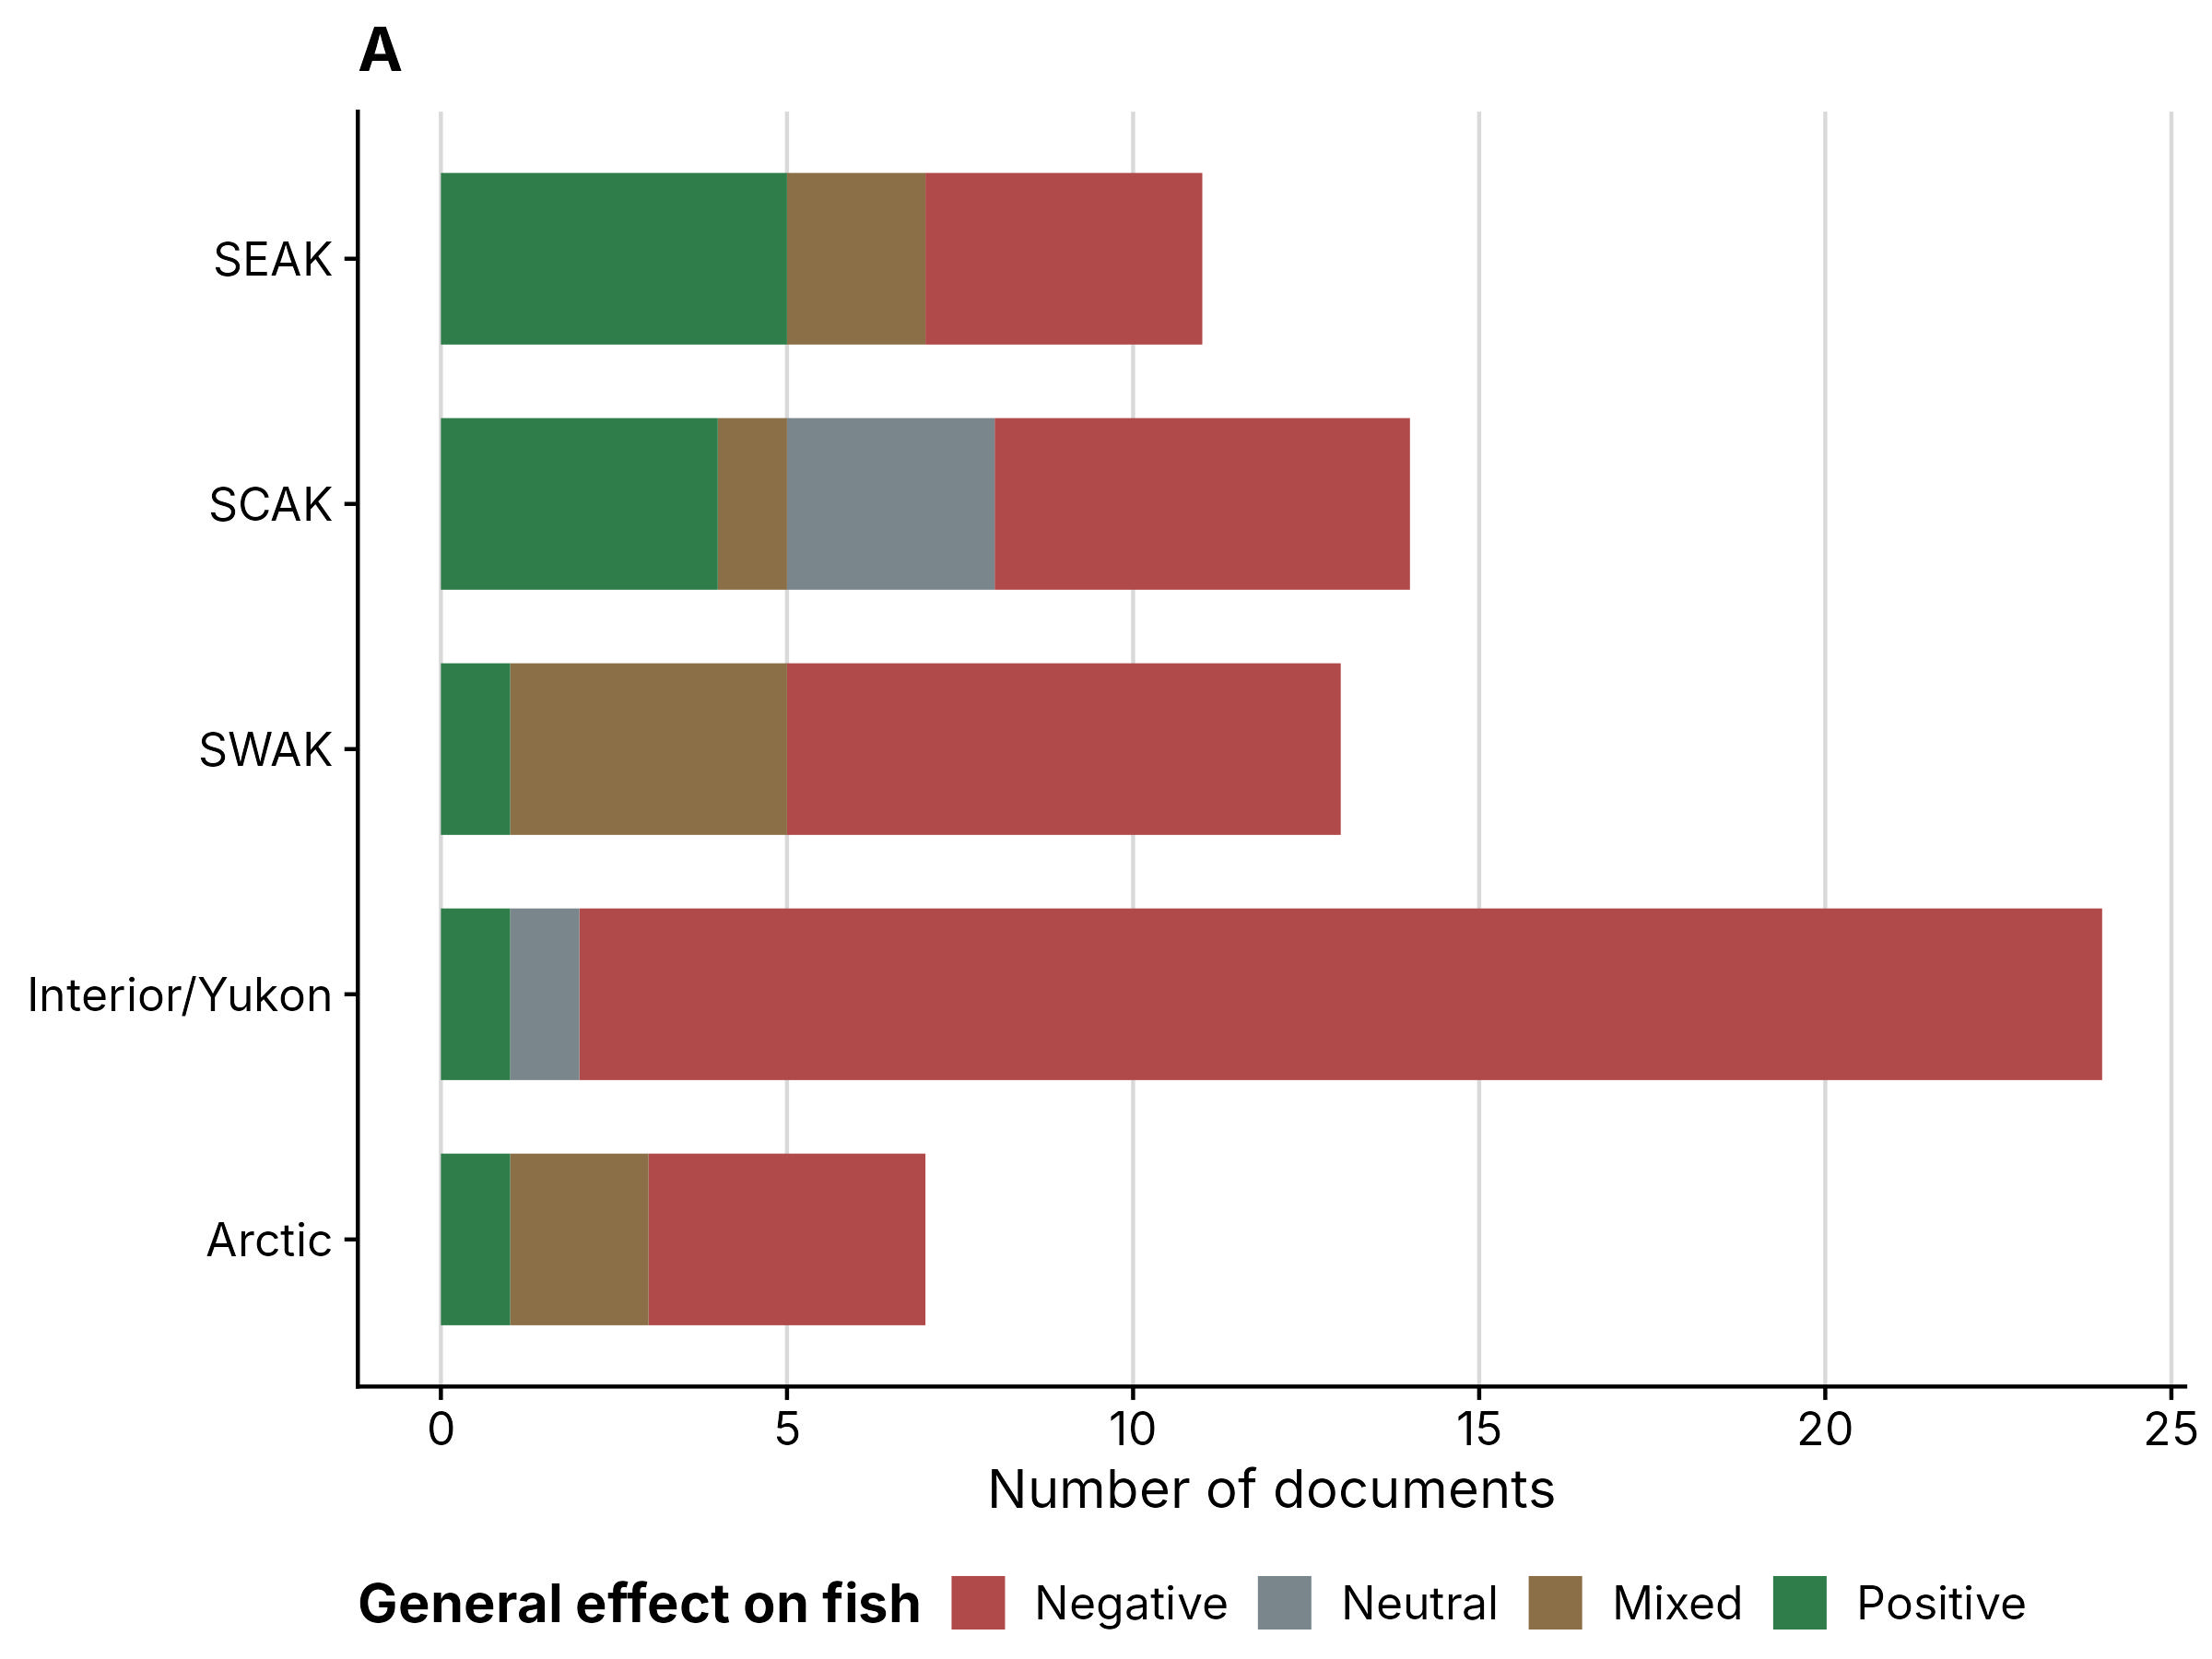 A
SEAK
SCAK
SWAK
Interior/Yukon
Arctic
0 5 10 15 20 25
Number of documents
General effect on fish Negative Neutral Mixed Positive